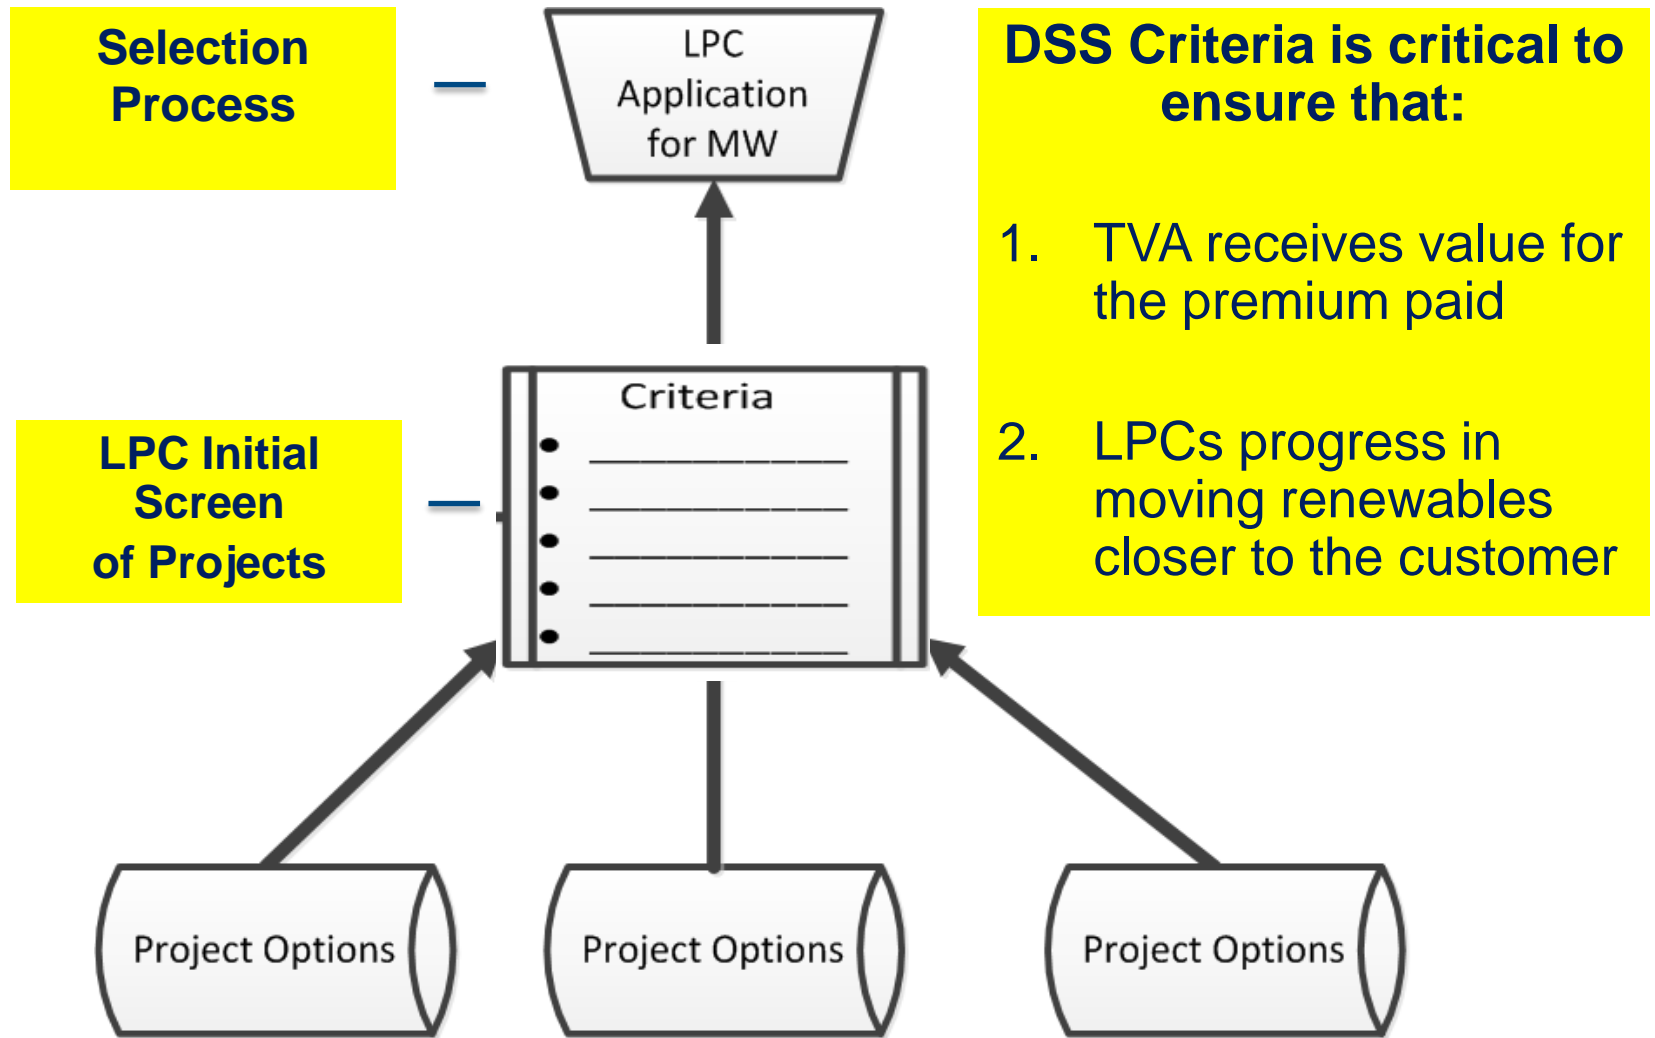 Selection
Process
LPC
Application
for MW
DSS Criteria is critical to
ensure that:
1. TVA receives value for
the premium paid
2. LPCs progress in
moving renewables
closer to the customer
LPC Initial
Screen
of Projects
Criteria
Project Options
Project Options
Project Options